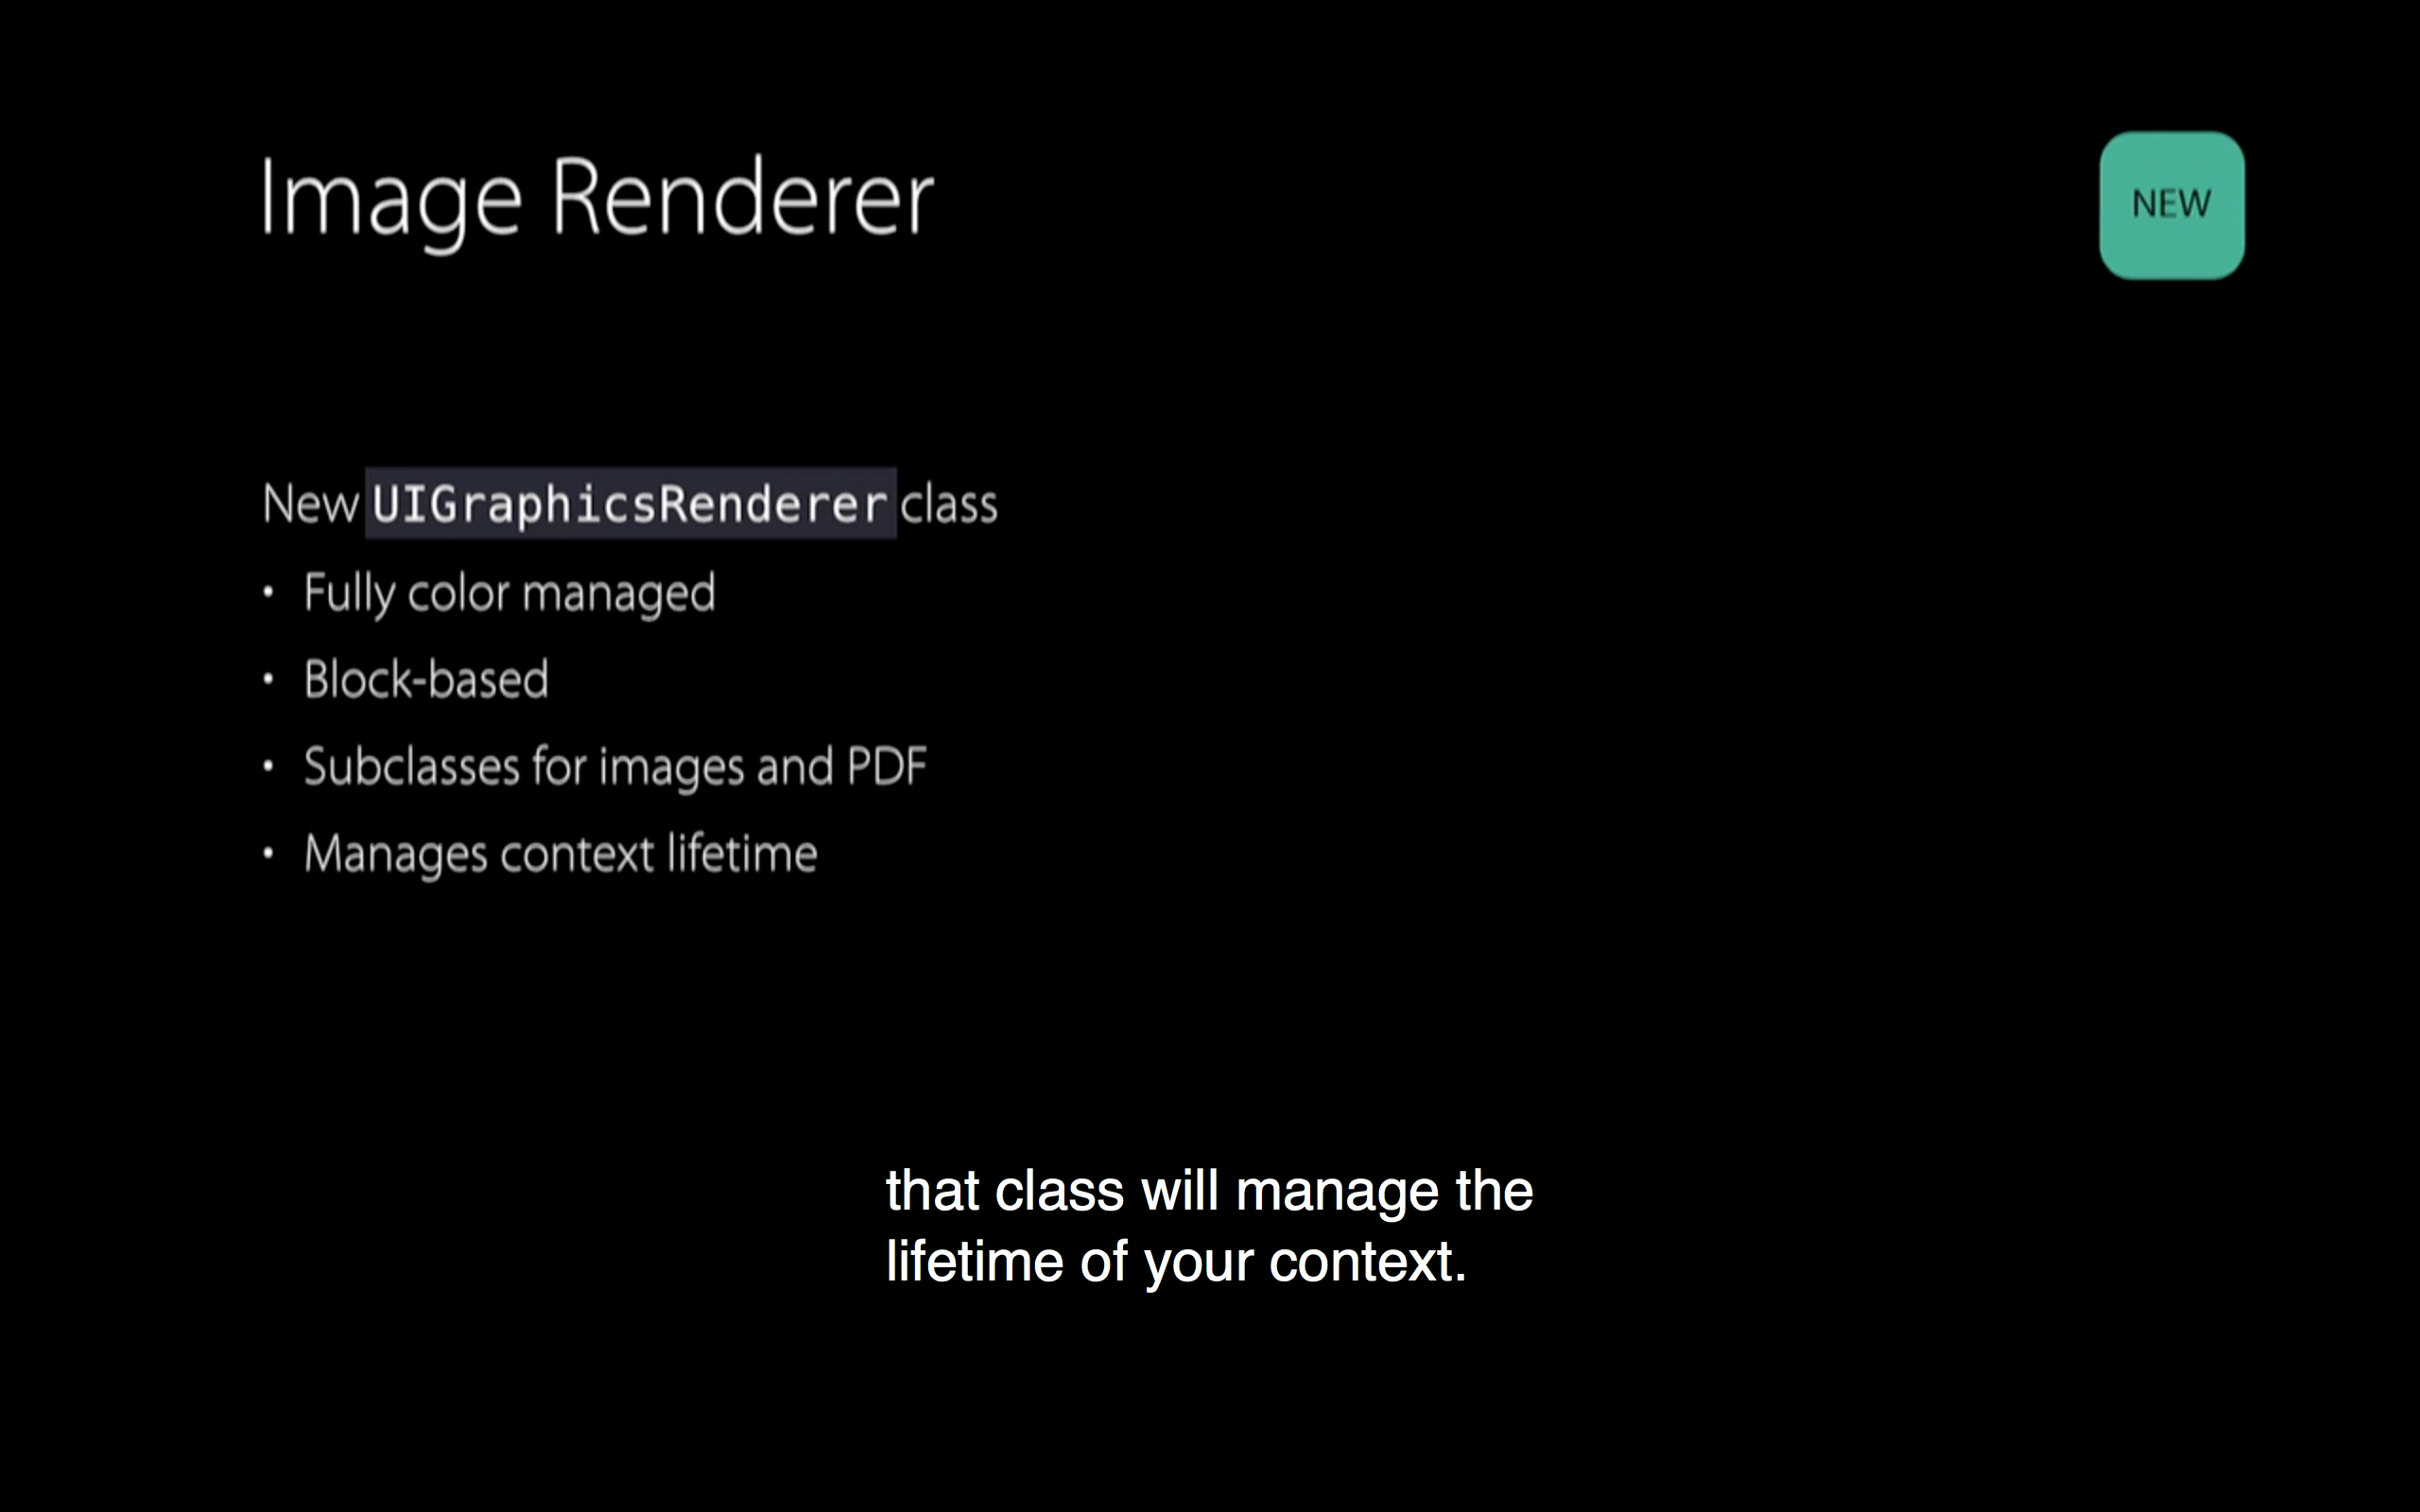 Image Renderer
NEW
New UIGraphicsRenderer class
• Fully color managed
• Block-based
• Subclasses for images and PDF
• Manages context lifetime
that class will manage the
lifetime of your context.